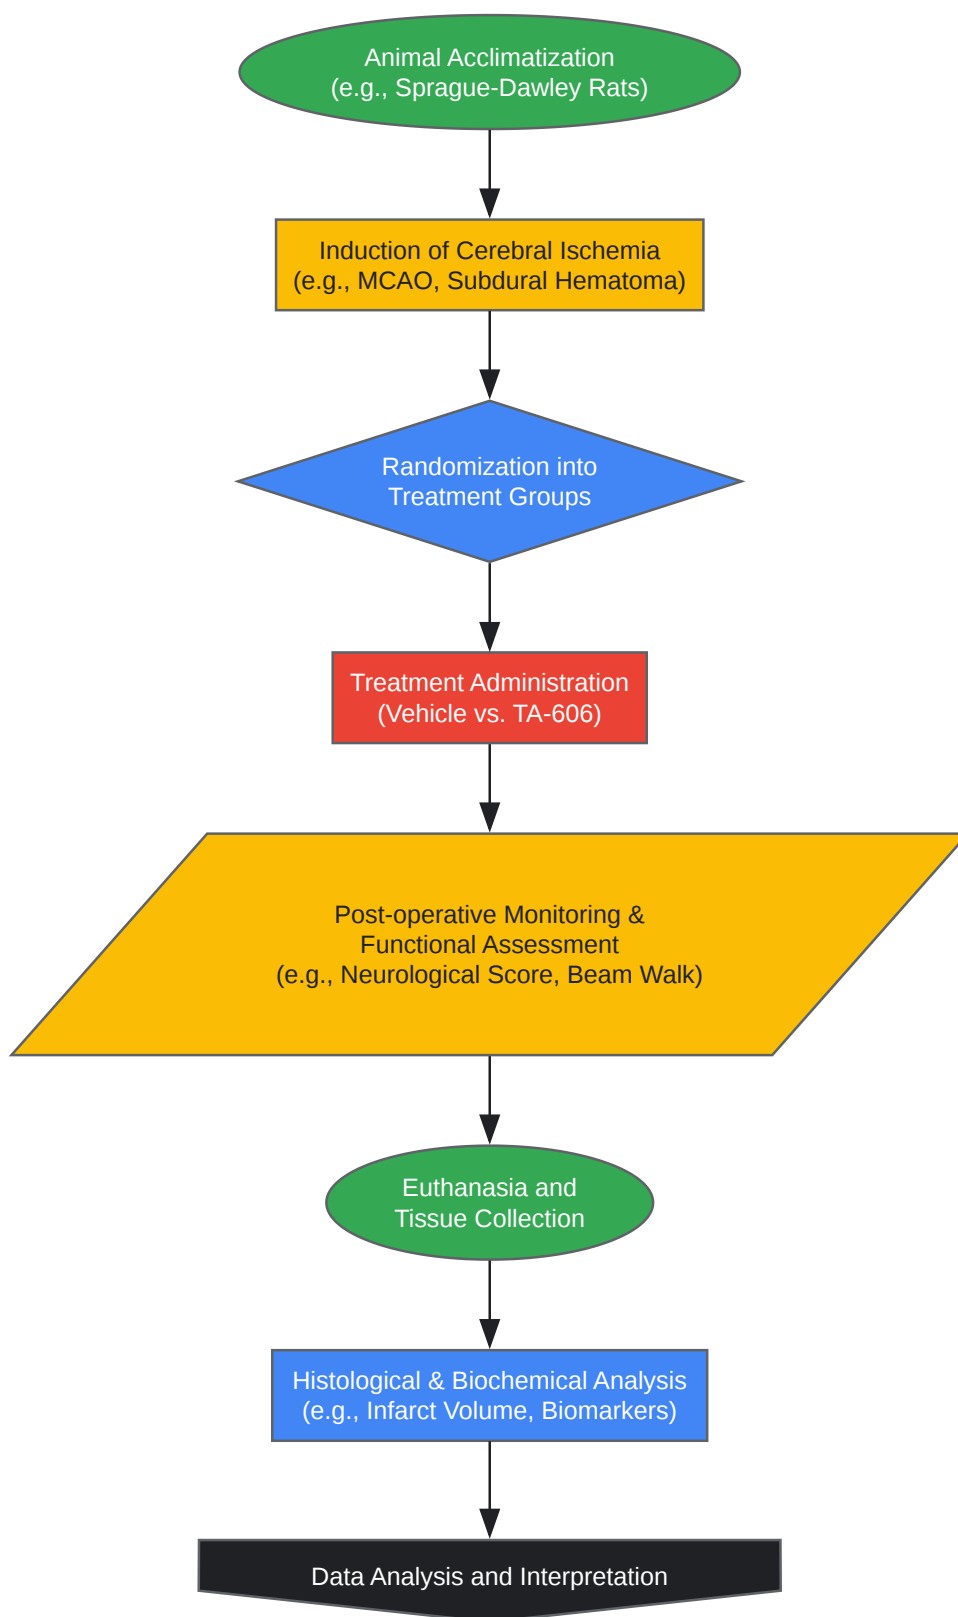 Animal Acclimatization
(e.g., Sprague-Dawley Rats)
Induction of Cerebral Ischemia
(e.g., MCAO, Subdural Hematoma)
Randomization into
Treatment Groups
Treatment Administration
(Vehicle vs. TA-606)
Post-operative Monitoring &
Functional Assessment
(e.g., Neurological Score, Beam Walk)
Euthanasia and
Tissue Collection
Histological & Biochemical Analysis
(e.g., Infarct Volume, Biomarkers)
Data Analysis and Interpretation